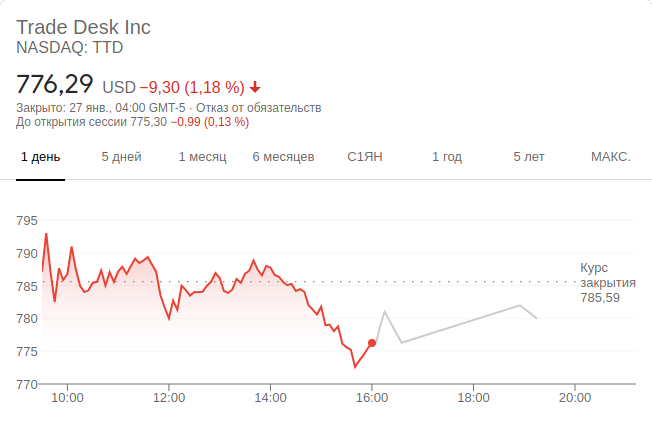 Trade Desk Inc
NASDAQ: TTD
776,29 USD −9,30 (1,18 %)
Закрыто: 27 янв., 04:00 GMT-5 · Отказ от обязательств
До открытия сессии 775,30 −0,99 (0,13 %)
1 день 5 дней 1 месяц 6 месяцев С1ЯН 1 год 5 лет МАКС.
795
790
785
780
775
770
Курс
закрытия
785,59
10:00 12:00 14:00 16:00 18:00 20:00